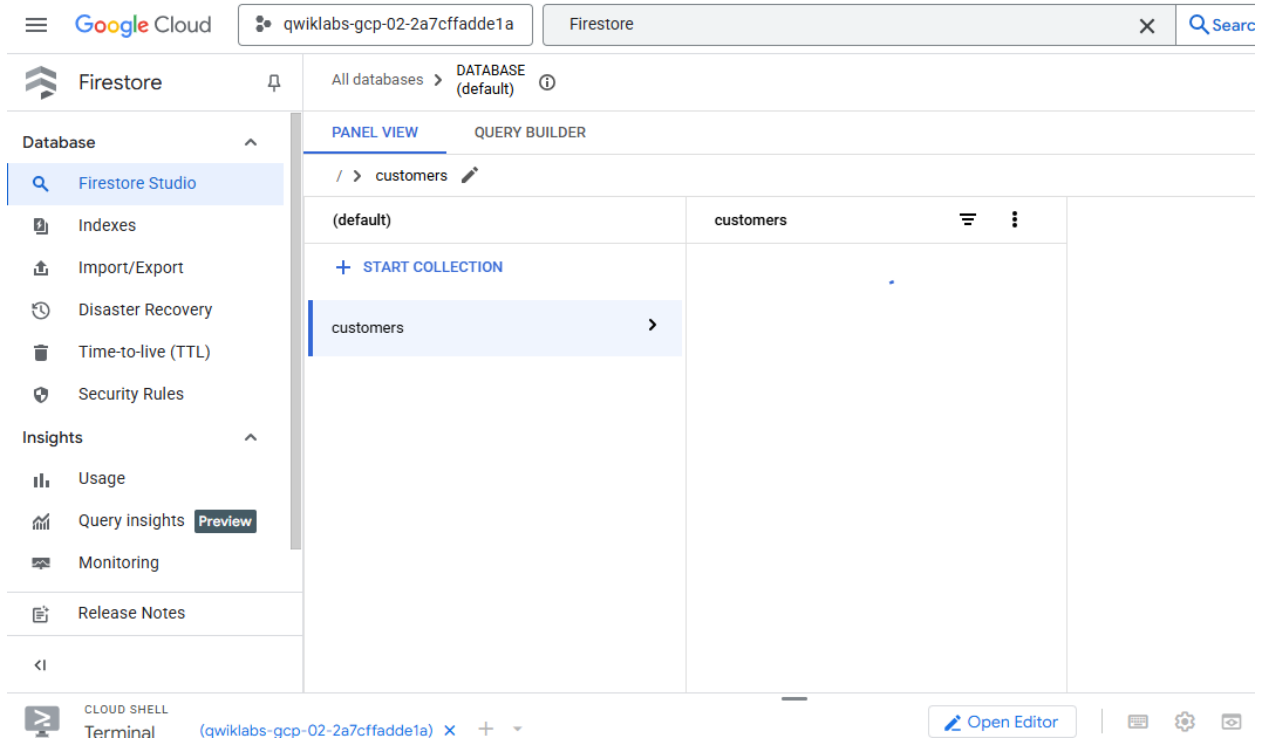 Google Cloud
qwiklabs-gcp-02-2a7cffadde1a
Firestore
Searc
Firestore
All databases
DATABASE
(default)
Database
Firestore Studio
Indexes
Import/Export
Disaster Recovery
Time-to-live (TTL)
Security Rules
Insights
Usage
Query insights Preview
Monitoring
Release Notes
PANEL VIEW
QUERY BUILDER
/ > customers
(default)
+ START COLLECTION
customers
customers
CLOUD SHELL
Terminal
(qwiklabs-gcp-02-2a7cffadde1a)
Open Editor